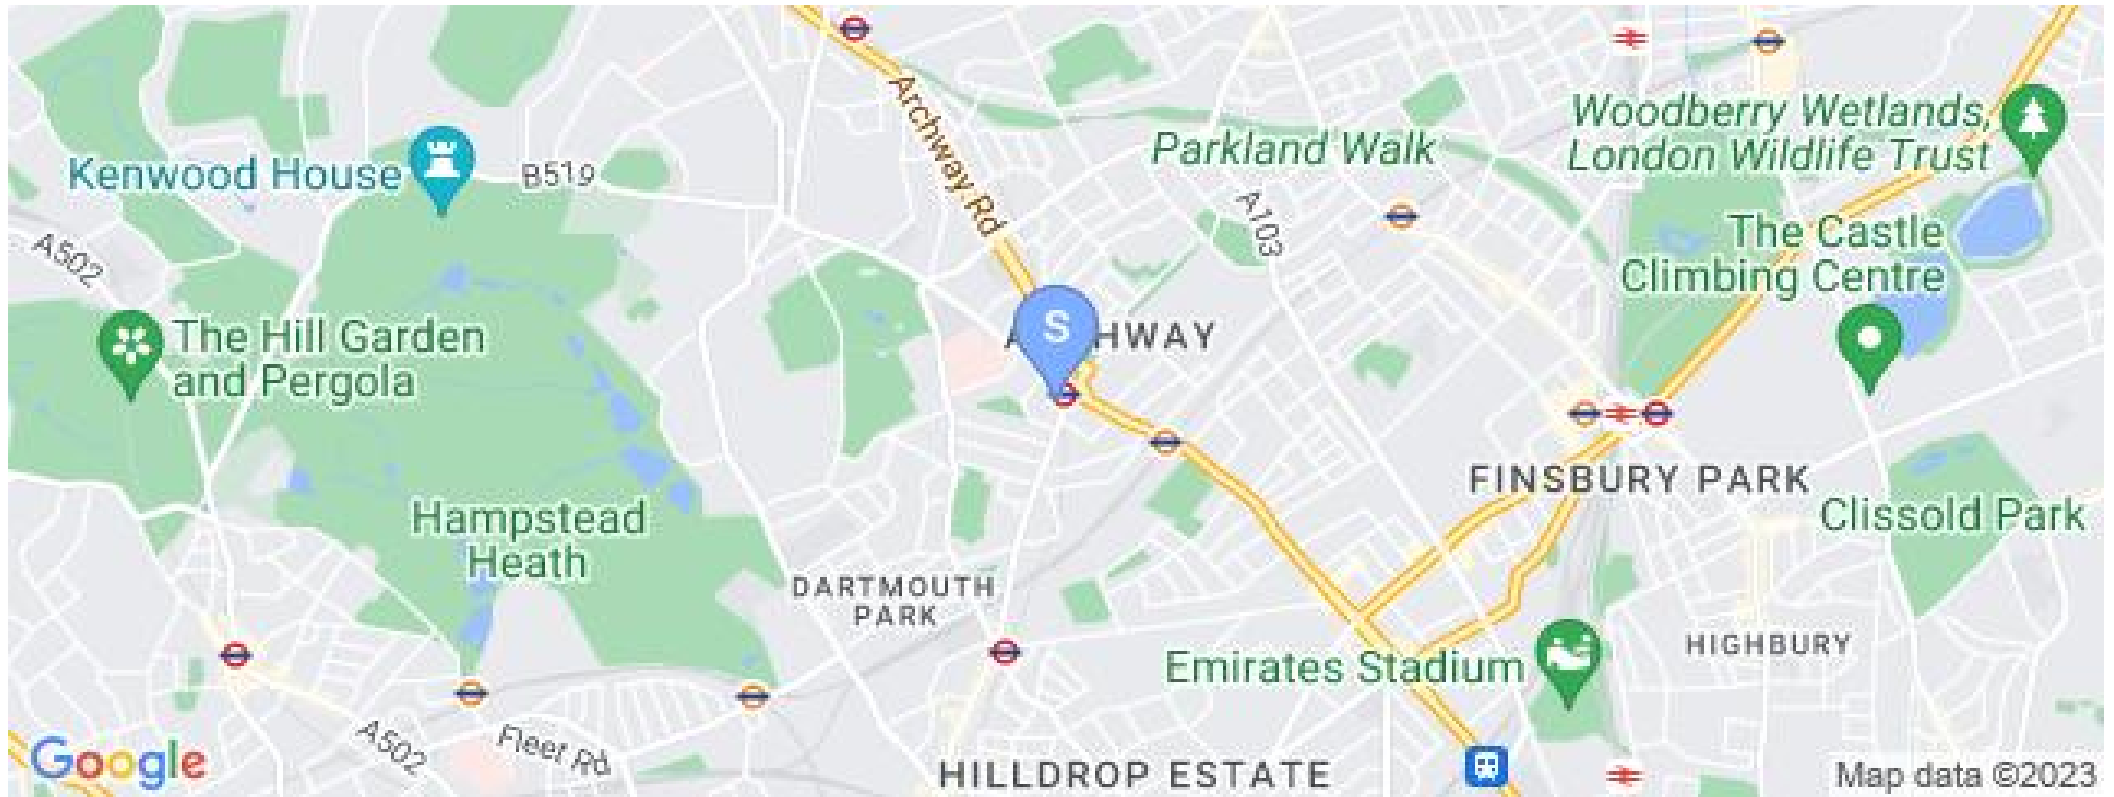 Archway Rd
Woodberry Wetlands,
London Wildlife Trust
Parkland Walk
Kenwood House
B519
A103
A502
The Castle
Climbing Centre
S
HWAY
The Hill Garden
and Pergola
FINSBURY PARK
Clissold Park
Hampstead
Heath
DARTMOUTH
PARK
HIGHBURY
Emirates Stadium
A502
Fleet Rd
Google
HILLDROP ESTATE
Map data ©2023